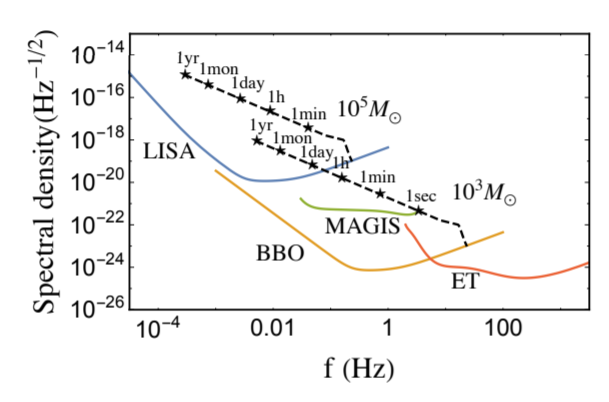 Spectral density(Hz^{-1/2})
10^{-14}
10^{-16}
10^{-18}
10^{-20}
10^{-22}
10^{-24}
10^{-26}
1yr
1mon
1day
1h
1min
10^5 M_⊙
1yr
1mon
1day
1h
1min
1sec
10^3 M_⊙
LISA
MAGIS
BBO
ET
10^{-4}
0.01
1
100
f (Hz)